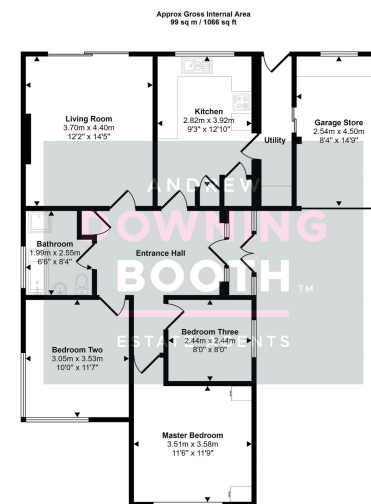 Approx Gross Internal Area
99 sq m / 1066 sq ft
Living Room
3.70m x 4.40m
12'2" x 14'5"
Kitchen
2.82m x 3.92m
9'3" x 12'10"
Utility
Garage Store
2.54m x 4.50m
8'4" x 14'9"
ANDREW
DOWNING
BOOTH TM
ESTATE AGENTS
Bathroom
1.99m x 2.55m
6'6" x 8'4"
Entrance Hall
Bedroom Two
3.05m x 3.53m
10'0" x 11'7"
Bedroom Three
2.44m x 2.44m
8'0" x 8'0"
Master Bedroom
3.51m x 3.58m
11'6" x 11'9"